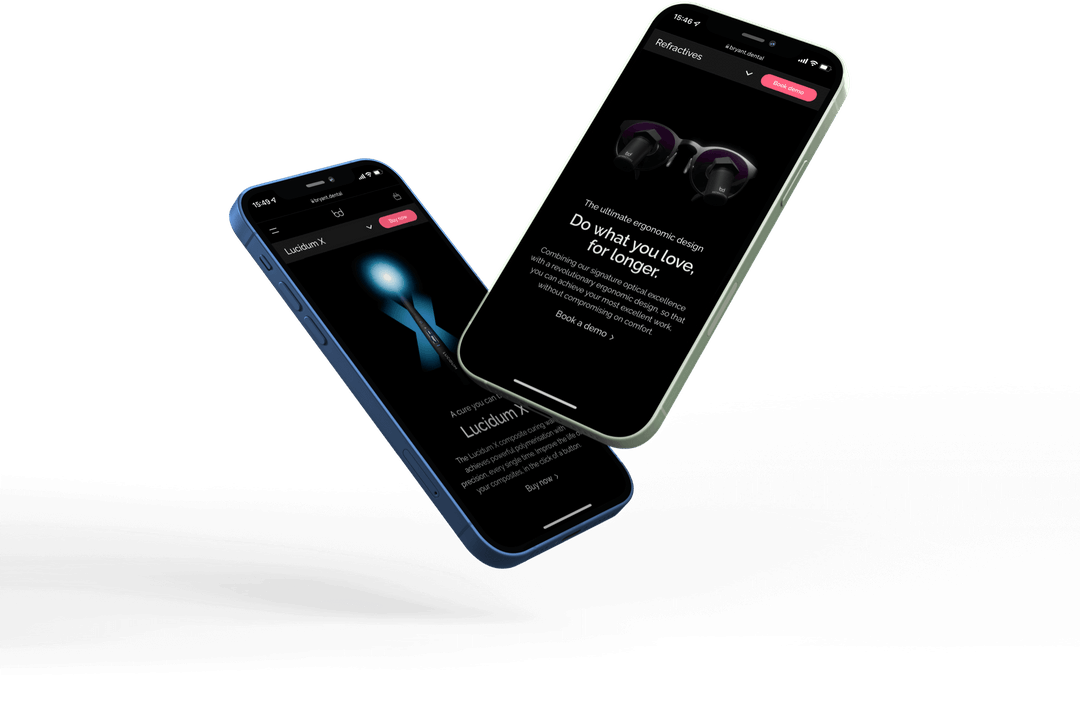 15:46
bryant.dental
Refractives
Book demo
bd
bd
The ultimate ergonomic design
Do what you love,
for longer.
Combining our signature optical excellence
with a revolutionary ergonomic design, so that
you can achieve your most excellent work,
without compromising on comfort.
Book a demo
15:49
bryant.dental
bd
Lucidum X
Buy now
A cure you can
Lucidum X
The Lucidum X composite curing
achieves powerful polymerisation with
precision, every single time. Improve the life
your composites, in the click of a button.
Buy now